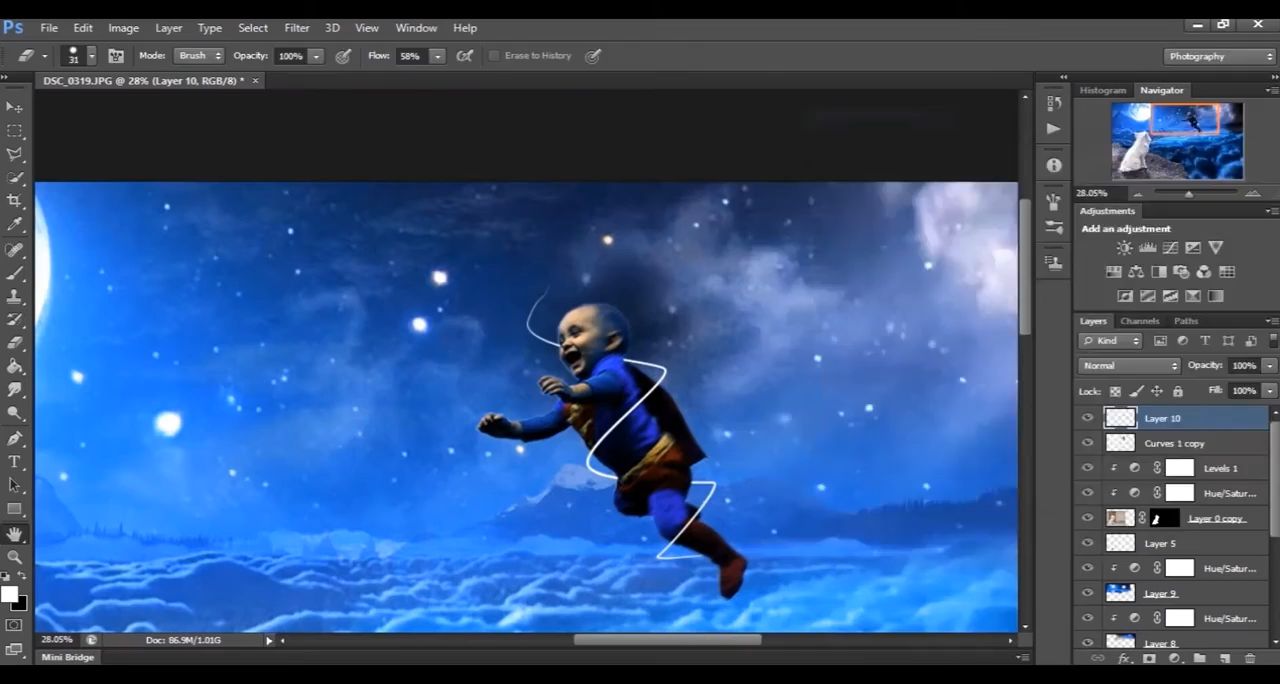 Ps File Edit Image Layer Type Select Filter 3D View Window Help
31 Mode: Brush Opacity: 100% Flow: 58% Erase to History Photography
DSC_0319.JPG @ 28% (Layer 10, RGB/8) * ×
Histogram Navigator
28.05%
Adjustments
Add an adjustment
Layers Channels Paths
Kind
Normal Opacity: 100%
Lock: Fill: 100%
Layer 10
Curves 1 copy
Levels 1
Hue/Satur...
Layer 0 copy
Layer 5
Hue/Satur...
Layer 9
Hue/Satur...
Layer 8
28.05% Doc: 86.9M/1.01G
Mini Bridge
fx